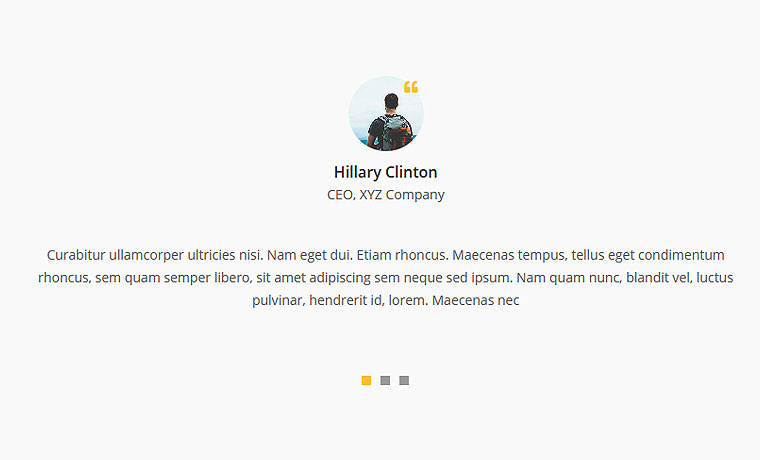 Hillary Clinton
CEO, XYZ Company
Curabitur ullamcorper ultricies nisi. Nam eget dui. Etiam rhoncus. Maecenas tempus, tellus eget condimentum
rhoncus, sem quam semper libero, sit amet adipiscing sem neque sed ipsum. Nam quam nunc, blandit vel, luctus
pulvinar, hendrerit id, lorem. Maecenas nec